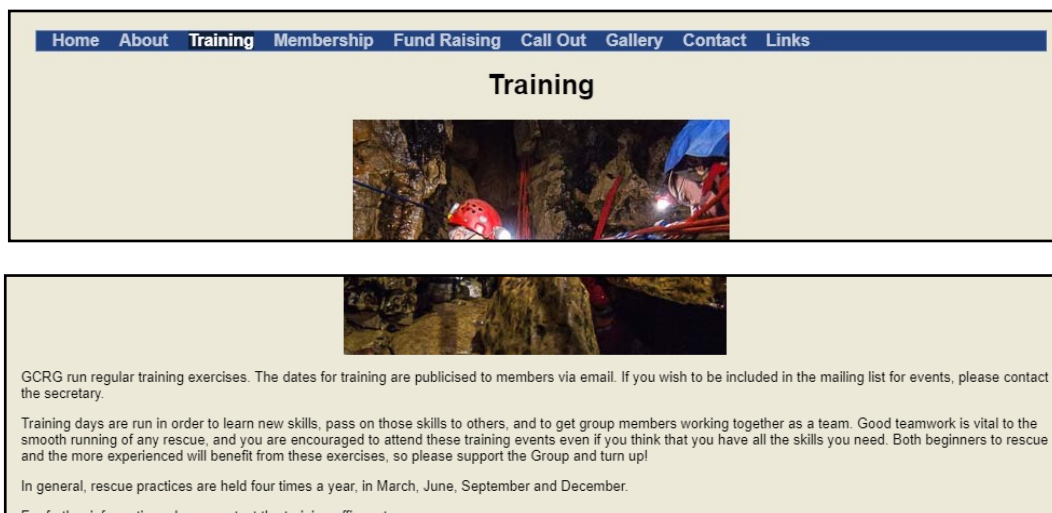 Home About Training Membership Fund Raising Call Out Gallery Contact Links
Training
GCRG run regular training exercises. The dates for training are publicised to members via email. If you wish to be included in the mailing list for events, please contact
the secretary.
Training days are run in order to learn new skills, pass on those skills to others, and to get group members working together as a team. Good teamwork is vital to the
smooth running of any rescue, and you are encouraged to attend these training events even if you think that you have all the skills you need. Both beginners to rescue
and the more experienced will benefit from these exercises, so please support the Group and turn up!
In general, rescue practices are held four times a year, in March, June, September and December.